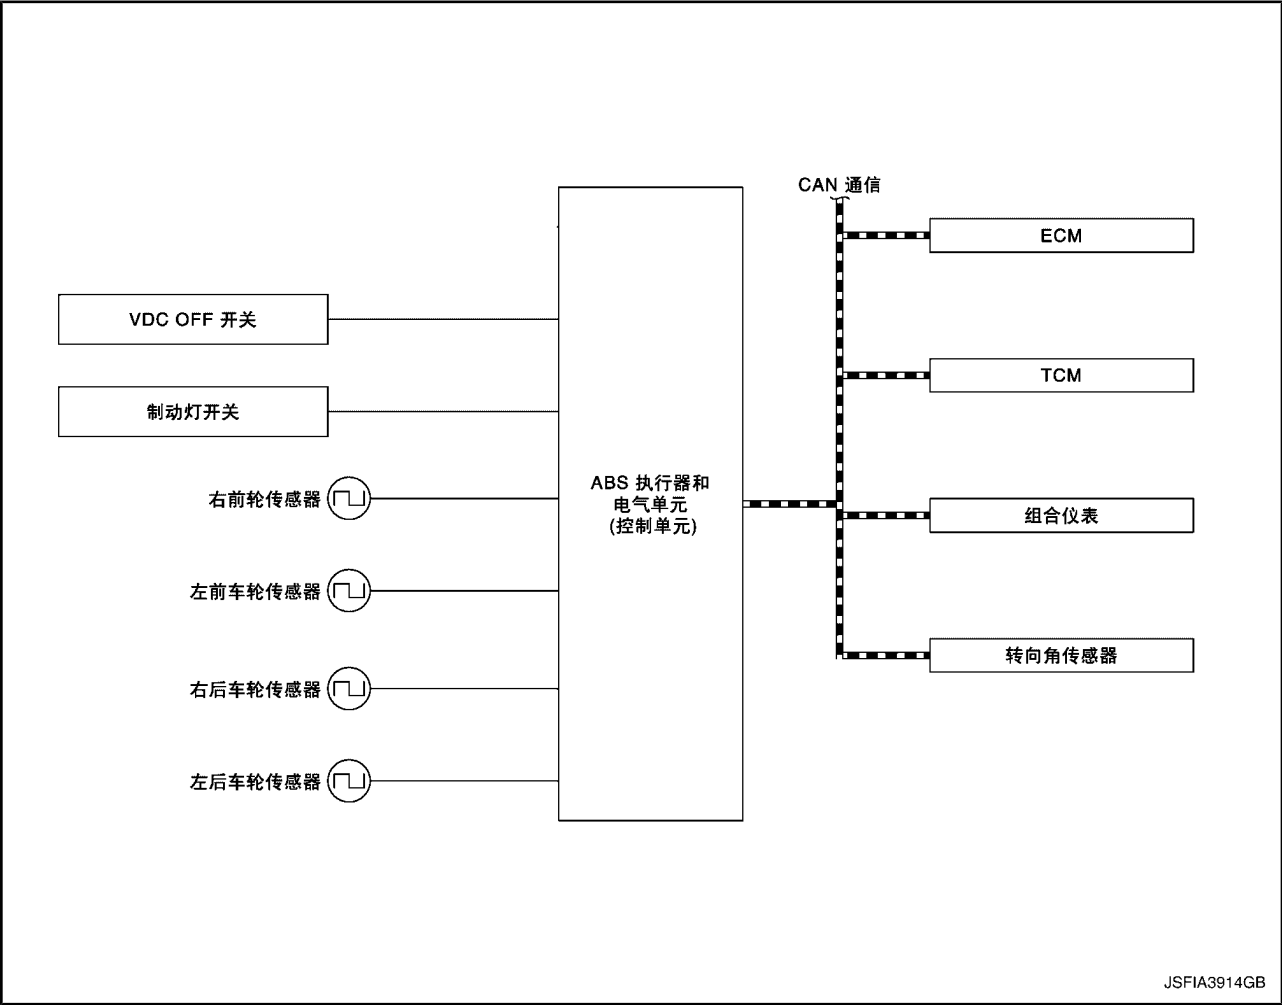 CAN 通信
ECM
VDC OFF 开关
TCM
制动灯开关
ABS 执行器和
电气单元
(控制单元)
右前轮传感器
组合仪表
左前车轮传感器
转向角传感器
右后车轮传感器
左后车轮传感器
JSFIA3914GB